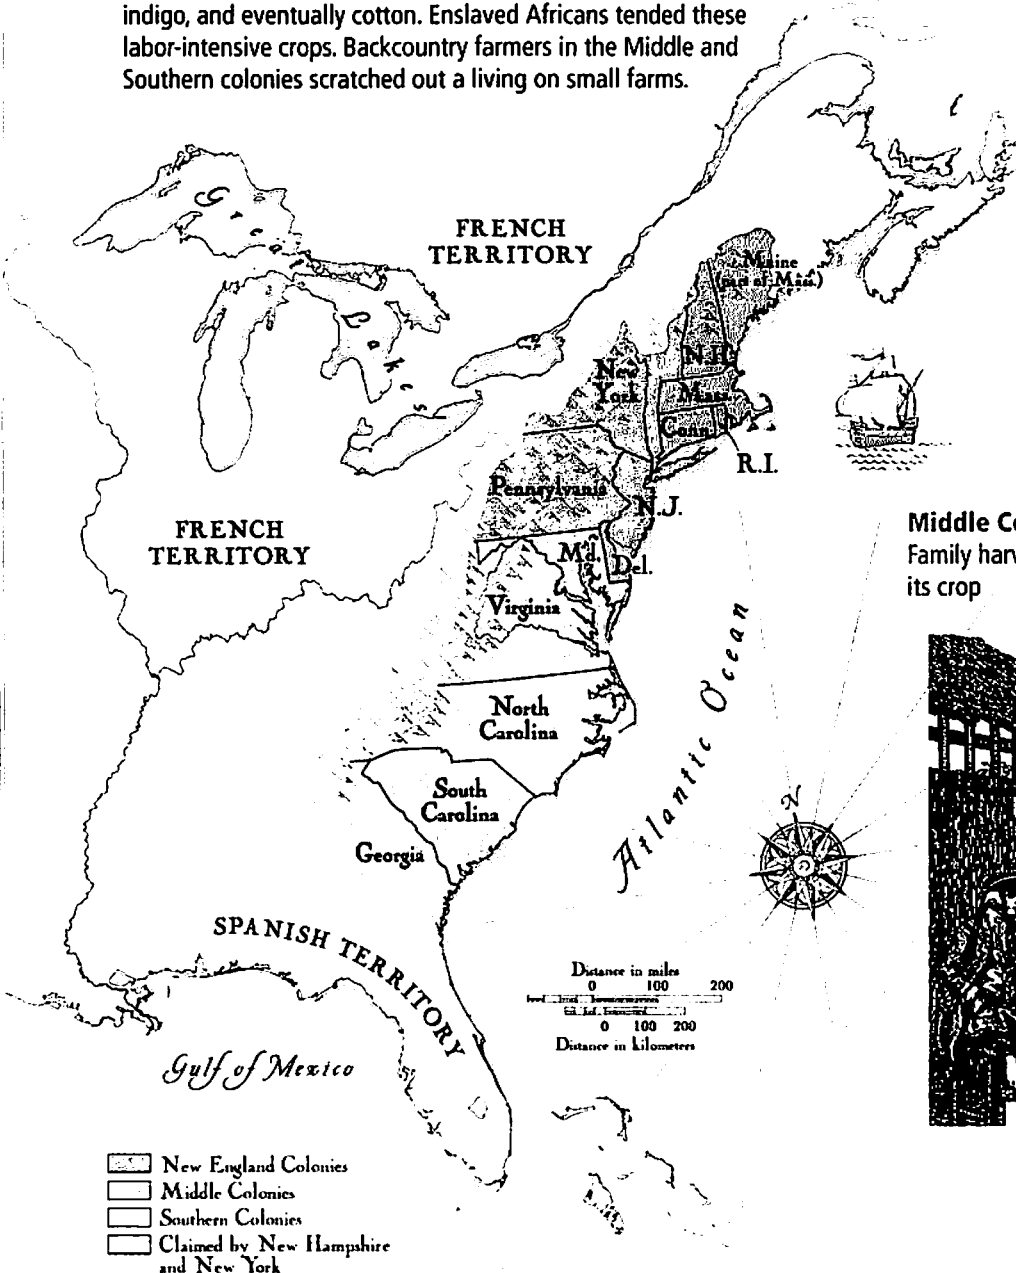 indigo, and eventually cotton. Enslaved Africans tended these
labor-intensive crops. Backcountry farmers in the Middle and
Southern colonies scratched out a living on small farms.
Great
Lakes
FRENCH
TERRITORY
Maine
(part of Mass.)
N.H.
New
York
Mass.
Conn.
R.I.
Pennsylvania
N.J.
FRENCH
TERRITORY
Md.
Del.
Virginia
Middle
Family
its crop
North
Carolina
South
Carolina
Georgia
Atlantic Ocean
N
SPANISH TERRITORY
Distance in miles
0 100 200
0 100 200
Distance in kilometers
Gulf of Mexico
New England Colonies
Middle Colonies
Southern Colonies
Claimed by New Hampshire
and New York